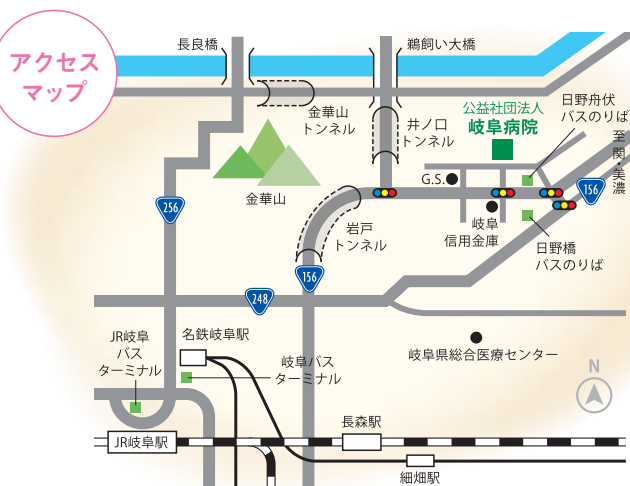 アクセス
マップ
長良橋
鵜飼い大橋
金華山
トンネル
井ノ口
トンネル
公益社団法人
岐阜病院
日野舟伏
バスのりば
至関・美濃
G.S.
156
金華山
256
岩戸
トンネル
岐阜
信用金庫
日野橋
バスのりば
156
248
JR岐阜
バス
ターミナル
名鉄岐阜駅
岐阜バス
ターミナル
岐阜県総合医療センター
N
長森駅
JR岐阜駅
細畑駅